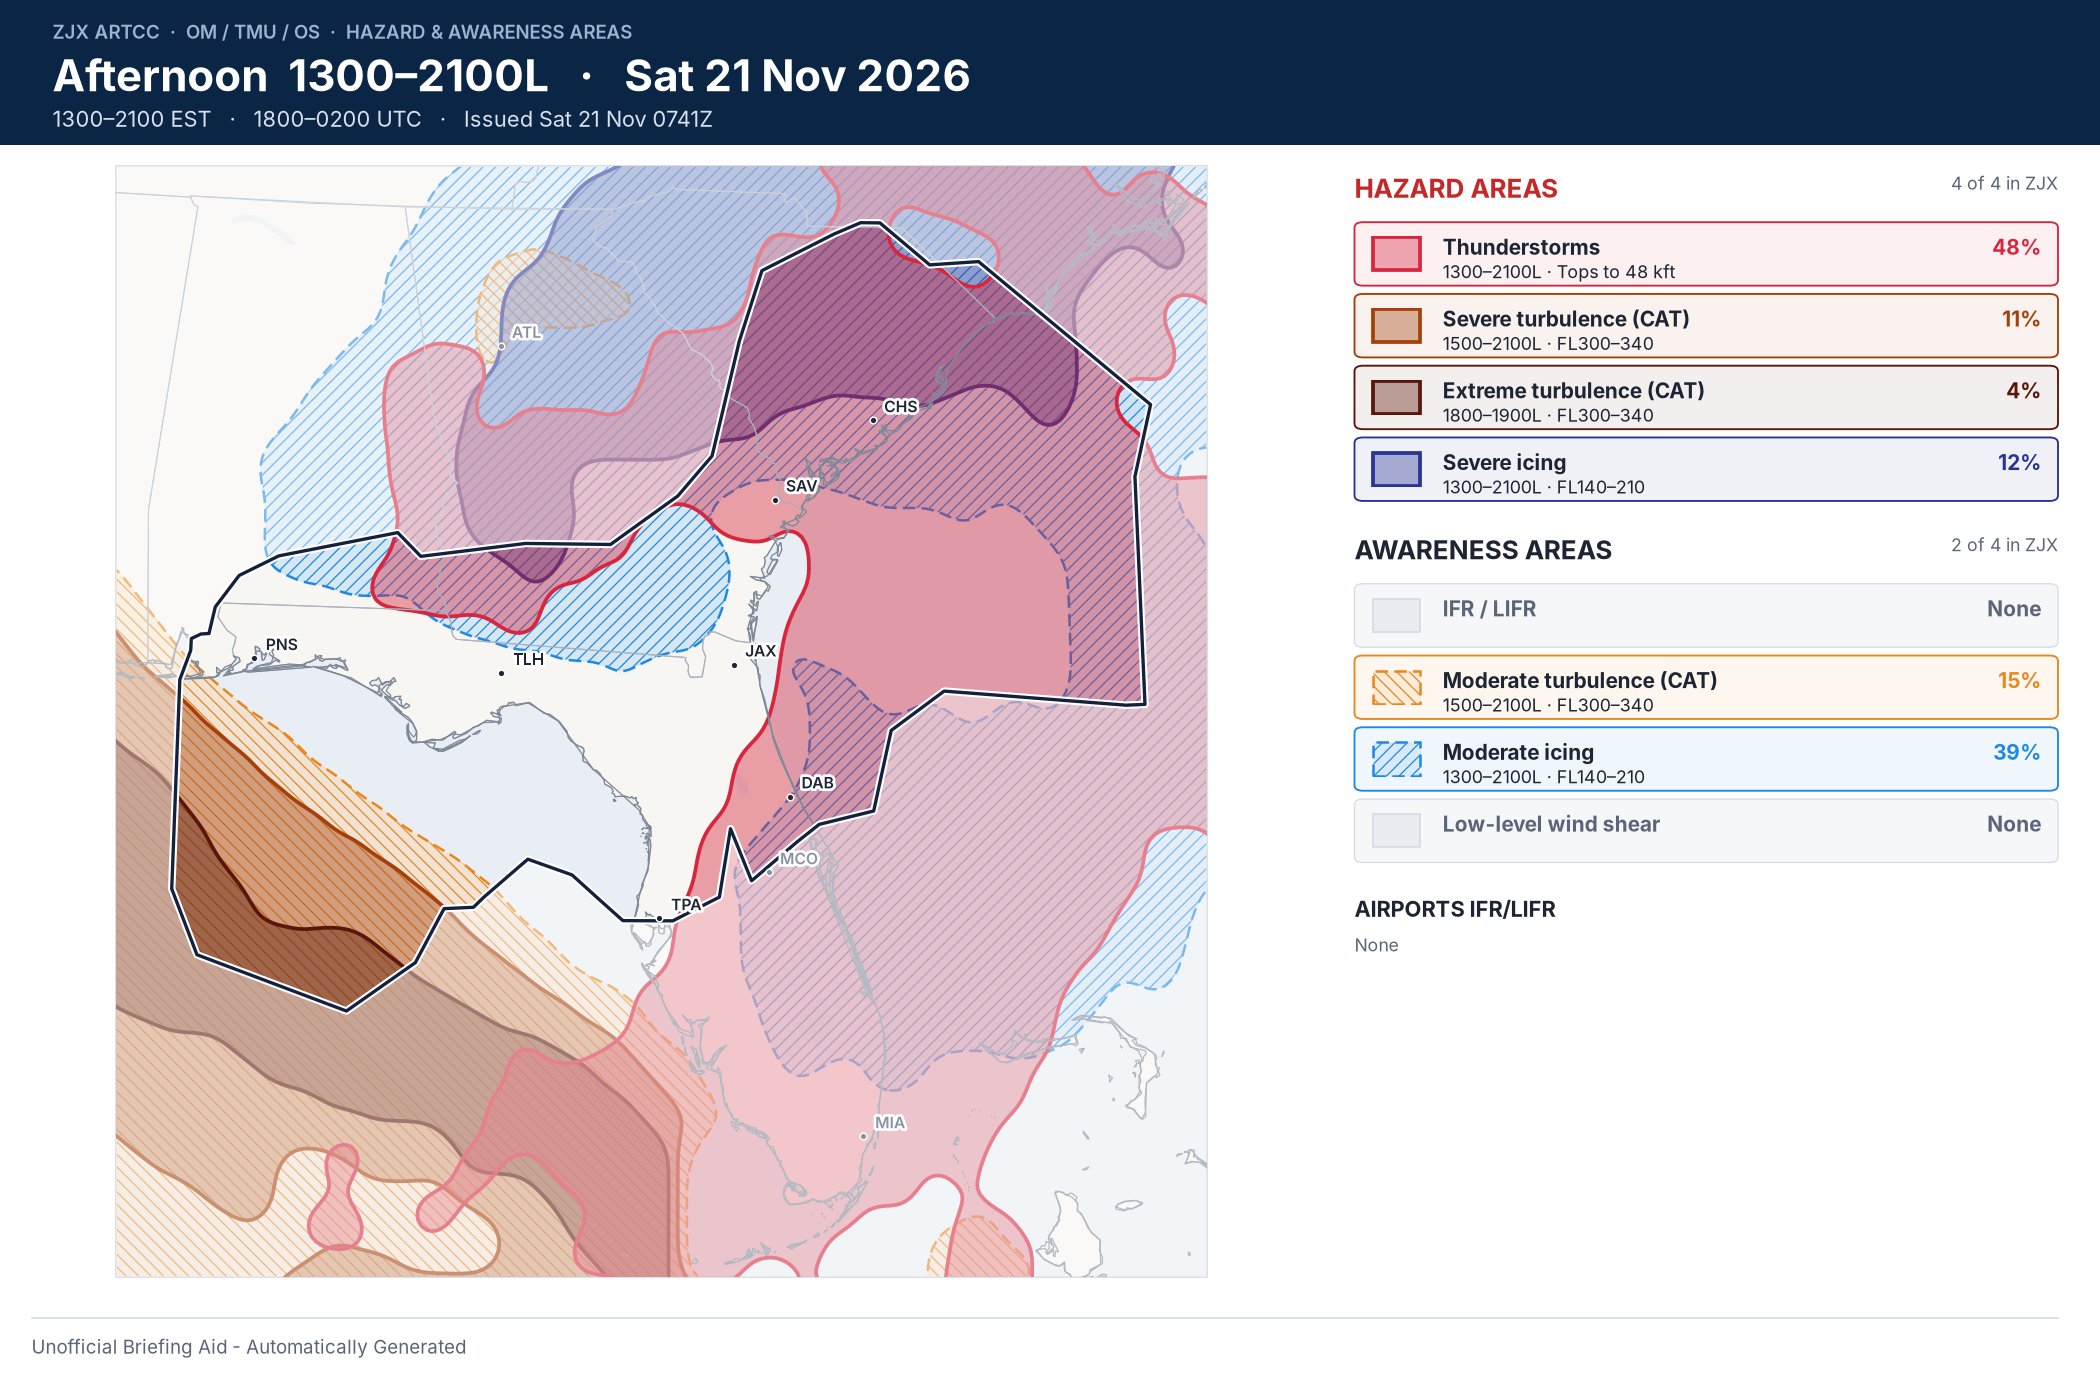 ZJX ARTCC · OM / TMU / OS · HAZARD & AWARENESS AREAS
Afternoon 1300–2100L · Sat 21 Nov 2026
1300–2100 EST · 1800–0200 UTC · Issued Sat 21 Nov 0741Z
ATL
CHS
SAV
PNS
TLH
JAX
DAB
MCO
TPA
MIA
HAZARD AREAS
4 of 4 in ZJX
Thunderstorms
48%
1300–2100L · Tops to 48 kft
Severe turbulence (CAT)
11%
1500–2100L · FL300–340
Extreme turbulence (CAT)
4%
1800–1900L · FL300–340
Severe icing
12%
1300–2100L · FL140–210
AWARENESS AREAS
2 of 4 in ZJX
IFR / LIFR
None
Moderate turbulence (CAT)
15%
1500–2100L · FL300–340
Moderate icing
39%
1300–2100L · FL140–210
Low-level wind shear
None
AIRPORTS IFR/LIFR
None
Unofficial Briefing Aid - Automatically Generated